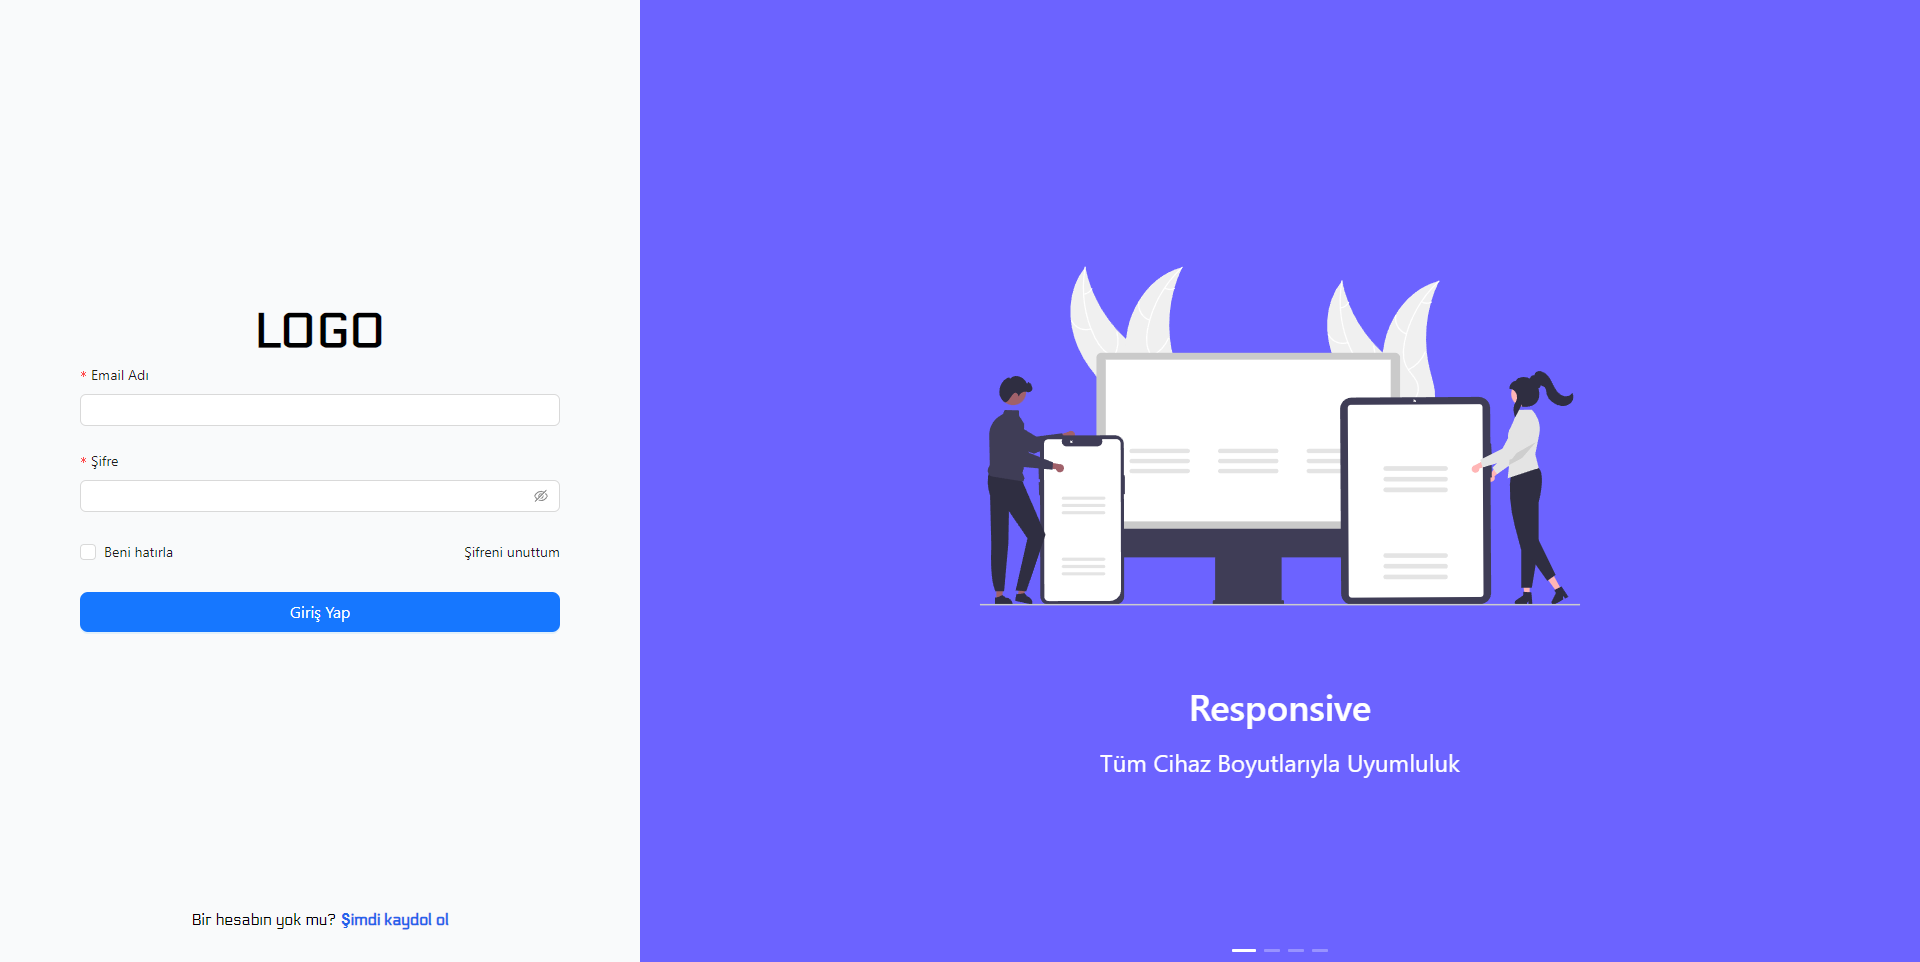 LOGO
* Email Adı
* Şifre
Beni hatırla
Şifreni unuttum
Giriş Yap
Bir hesabın yok mu? Şimdi kaydol ol
Responsive
Tüm Cihaz Boyutlarıyla Uyumluluk